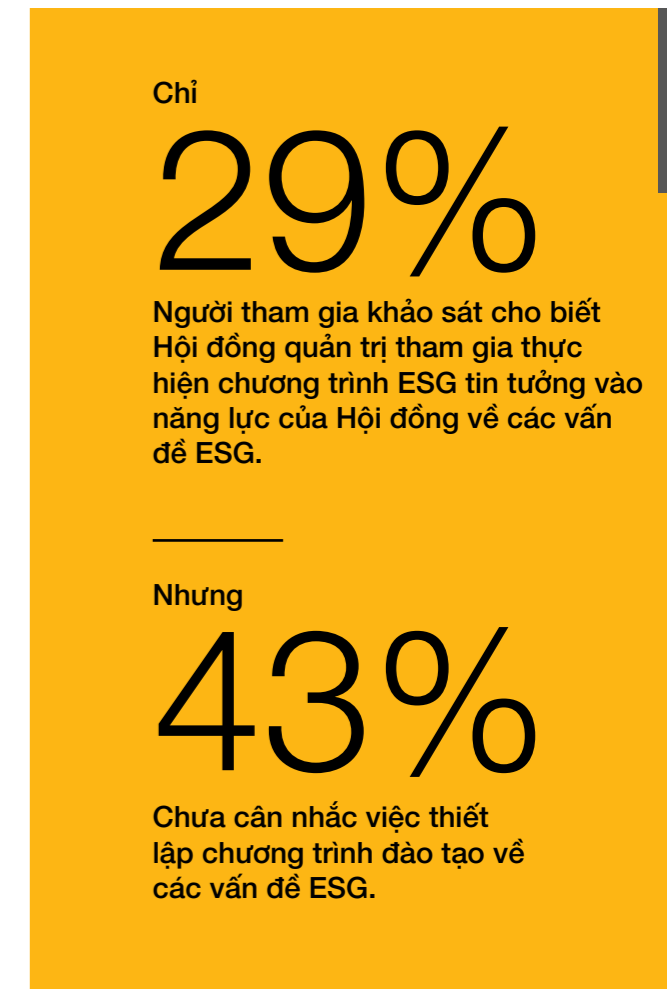 Chỉ
29%
Người tham gia khảo sát cho biết
Hội đồng quản trị tham gia thực
hiện chương trình ESG tin tưởng vào
năng lực của Hội đồng về các vấn
đề ESG.
Nhưng
43%
Chưa cân nhắc việc thiết
lập chương trình đào tạo về
các vấn đề ESG.